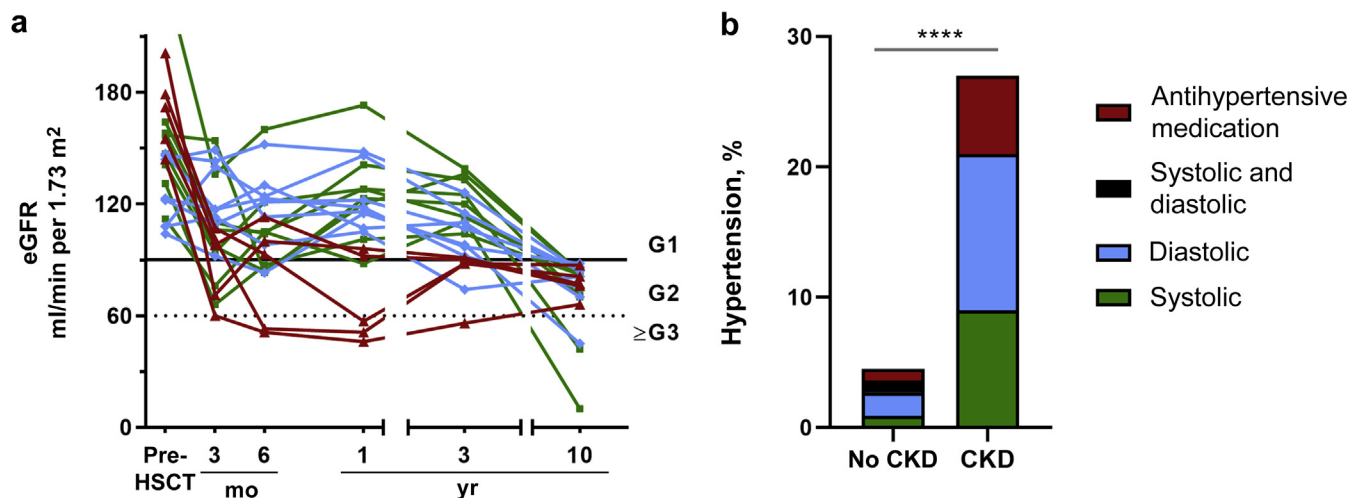 a
eGFR
ml/min per 1.73 m²
180
120
60
0
G1
G2
≥G3
Pre-
HSCT
3
6
mo
1
3
10
yr
b
Hypertension, %
30
20
10
0
****
No CKD
CKD
Antihypertensive
medication
Systolic and
diastolic
Diastolic
Systolic